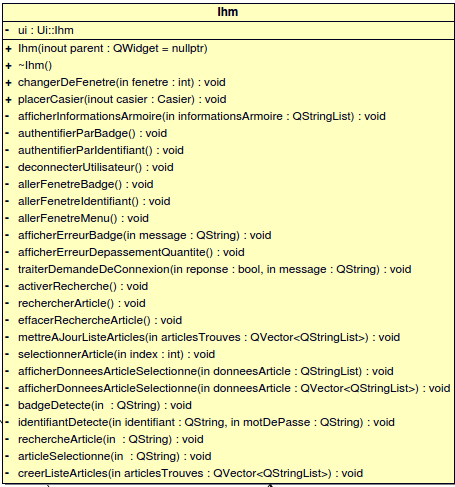 Ihm
- ui : Ui::Ihm
+ Ihm(inout parent : QWidget = nullptr)
+ ~Ihm()
+ changerDeFenetre(in fenetre : int) : void
+ placerCasier(inout casier : Casier) : void
- afficherInformationsArmoire(in informationsArmoire : QStringList) : void
- authentifierParBadge() : void
- authentifierParIdentifiant() : void
- deconnecterUtilisateur() : void
- allerFenetreBadge() : void
- allerFenetreIdentifiant() : void
- allerFenetreMenu() : void
- afficherErreurBadge(in message : QString) : void
- afficherErreurDepassementQuantite() : void
- traiterDemandeDeConnexion(in reponse : bool, in message : QString) : void
- activerRecherche() : void
- rechercherArticle() : void
- effacerRechercheArticle() : void
- mettreAJourListeArticles(in articlesTrouves : QVector<QStringList>) : void
- selectionnerArticle(in index : int) : void
- afficherDonneesArticleSelectionne(in donneesArticle : QStringList) : void
- afficherDonneesArticleSelectionne(in donneesArticle : QVector<QStringList>) : void
- badgeDetecte(in  : QString) : void
- identifiantDetecte(in identifiant : QString, in motDePasse : QString) : void
- rechercheArticle(in  : QString) : void
- articleSelectionne(in  : QString) : void
- creerListeArticles(in articlesTrouves : QVector<QStringList>) : void